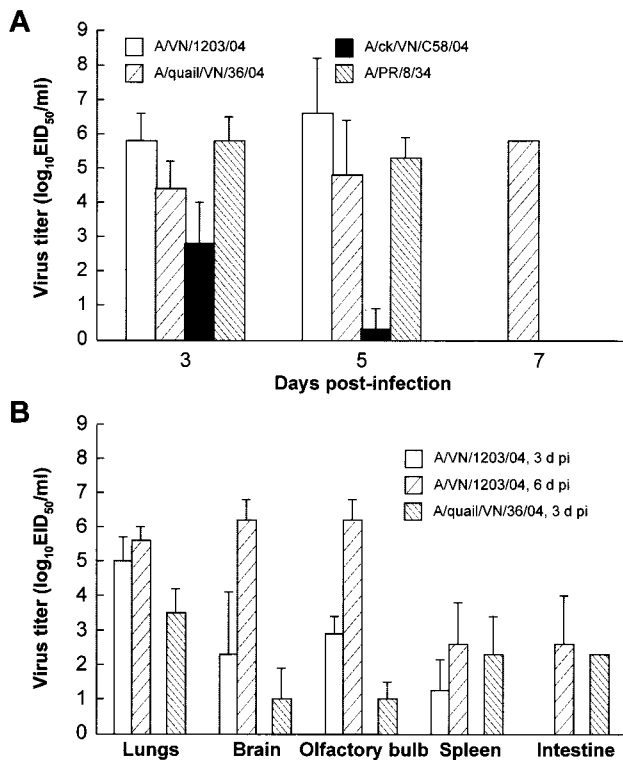 A
9
8
7
6
5
4
3
2
1
0
Virus titer (log10EID50/ml)
A/VN/1203/04
A/quail/VN/36/04
A/ck/VN/C58/04
A/PR/8/34
3 5 7
Days post-infection
B
9
8
7
6
5
4
3
2
1
0
Virus titer (log10EID50/ml)
A/VN/1203/04, 3 d pi
A/VN/1203/04, 6 d pi
A/quail/VN/36/04, 3 d pi
Lungs Brain Olfactory bulb Spleen Intestine